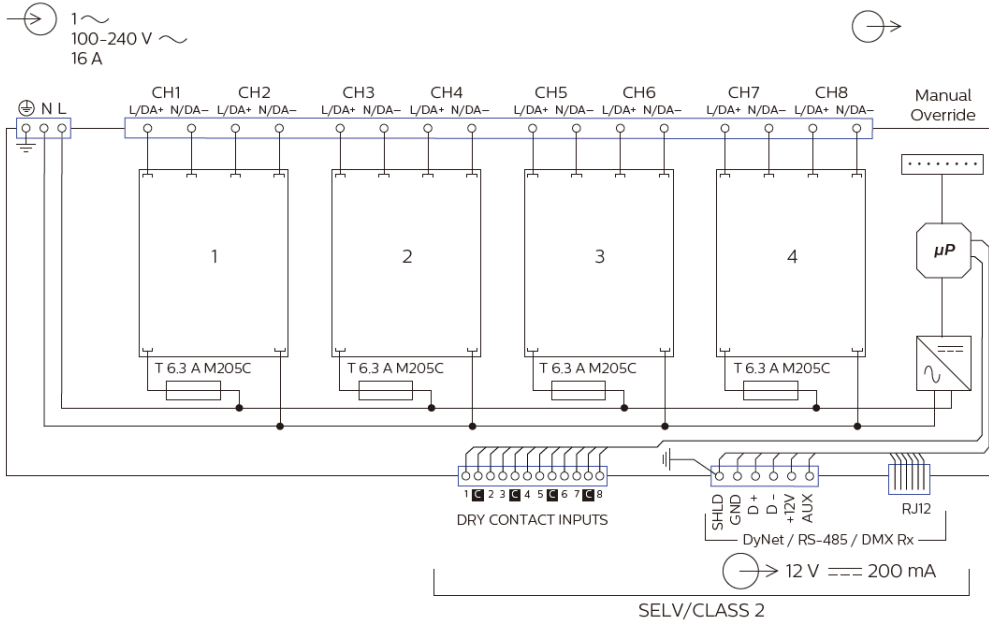 1
100-240 V
16 A
CH1 CH2 CH3 CH4 CH5 CH6 CH7 CH8
N L L/DA+ N/DA- L/DA+ N/DA- L/DA+ N/DA- L/DA+ N/DA- L/DA+ N/DA- L/DA+ N/DA- L/DA+ N/DA- L/DA+ N/DA-
Manual
Override
1 2 3 4
µP
T 6.3 A M205C T 6.3 A M205C T 6.3 A M205C T 6.3 A M205C
1 C 2 3 C 4 5 C 6 7 C 8
DRY CONTACT INPUTS
SHLD
GND
D +
D -
+12V
AUX
RJ12
DyNet / RS-485 / DMX Rx
12 V 200 mA
SELV/CLASS 2